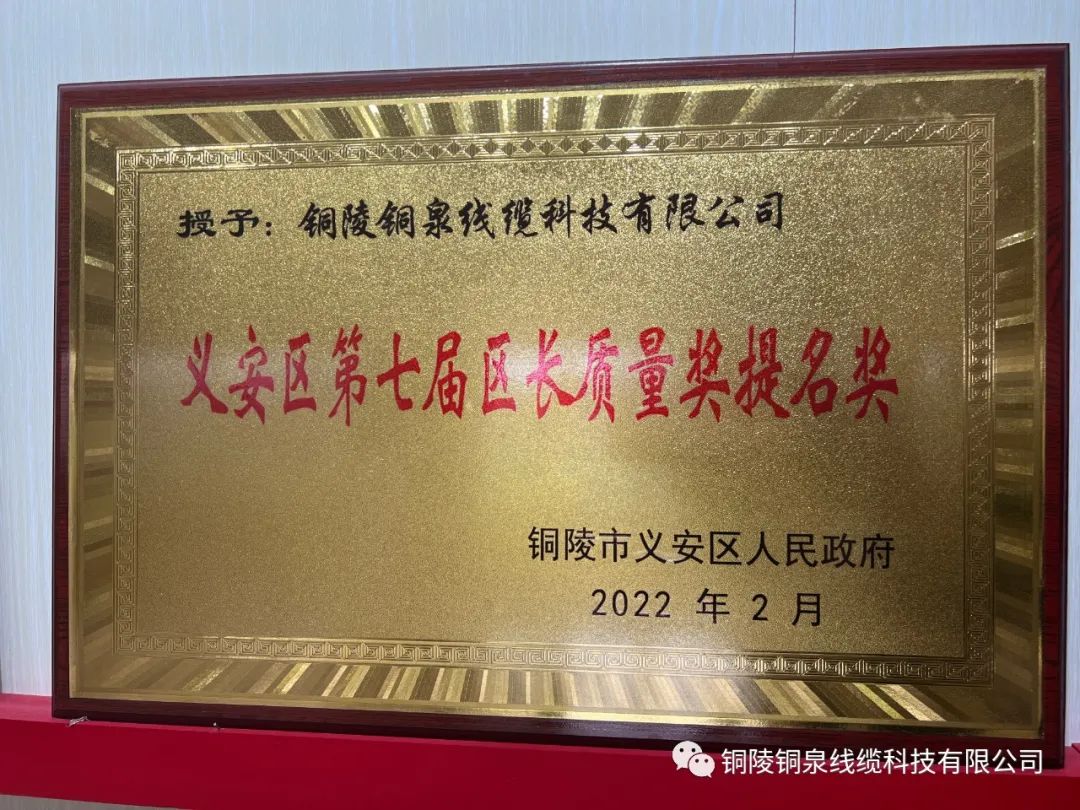 授予：铜陵铜泉线缆科技有限公司
义安区第七届区长质量奖提名奖
铜陵市义安区人民政府
2022 年 2 月
铜陵铜泉线缆科技有限公司